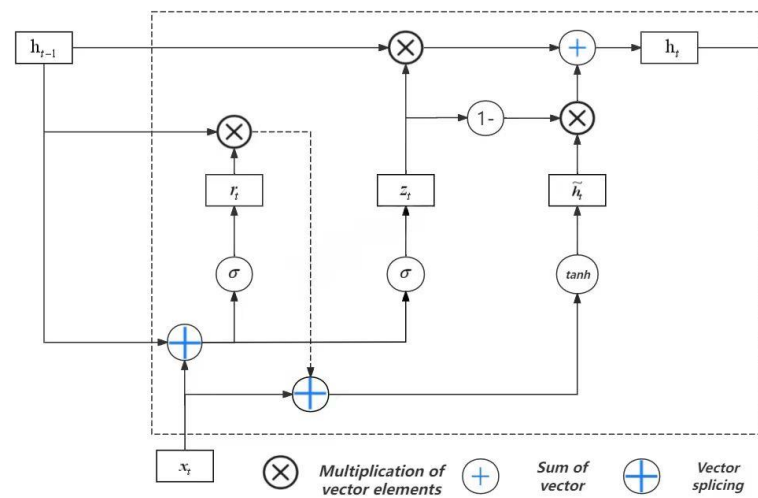 h_{t-1}
h_t
1-
r_t
z_t
h̃_t
σ
σ
tanh
x_t
Multiplication of
vector elements
Sum of
vector
Vector
splicing